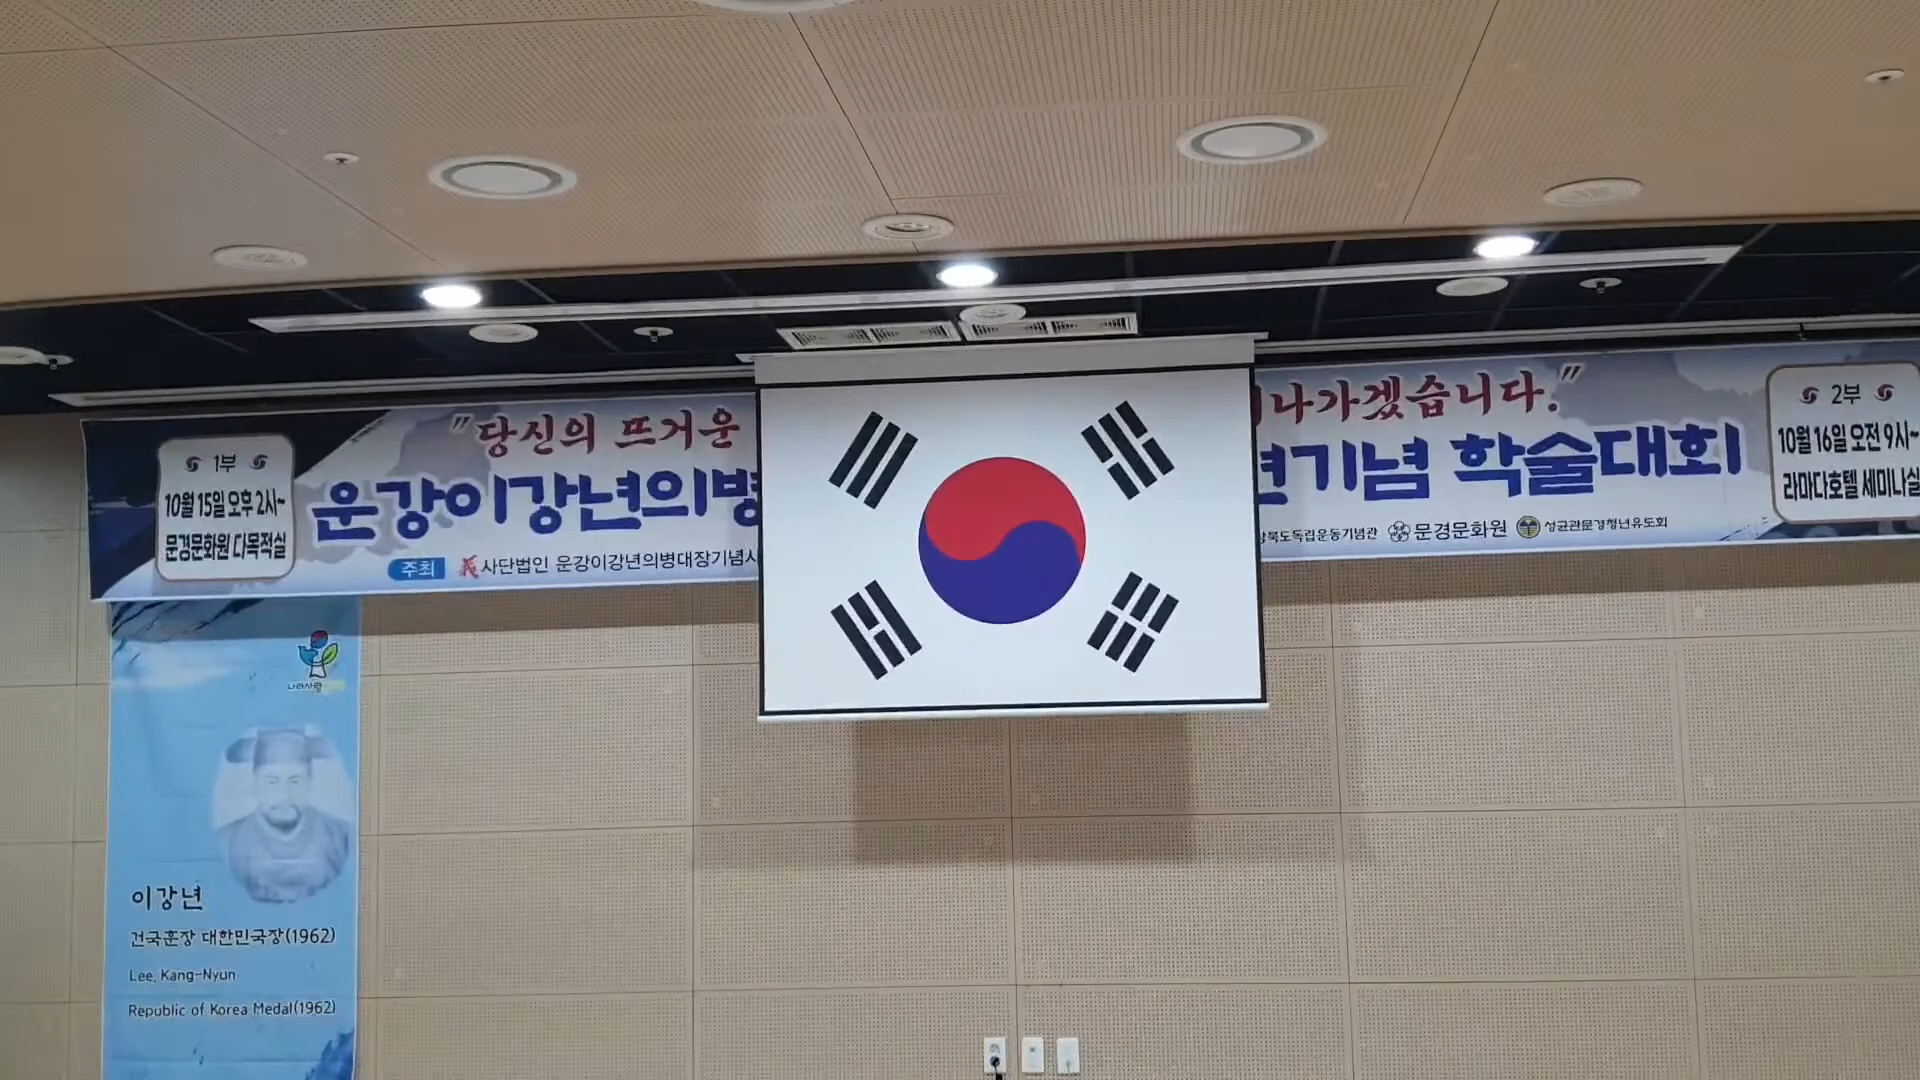 1부
10월 15일 오후 2시~
문경문화원 다목적실
"당신의 뜨거운
나가겠습니다."
운강이강년의병
년기념 학술대회
주최
義 사단법인 운강이강년의병대장기념사
북도독립운동기념관
문경문화원
성균관문경청년유도회
2부
10월 16일 오전 9시~
라마다호텔 세미나실
나라사랑
이강년
건국훈장 대한민국장(1962)
Lee, Kang-Nyun
Republic of Korea Medal(1962)